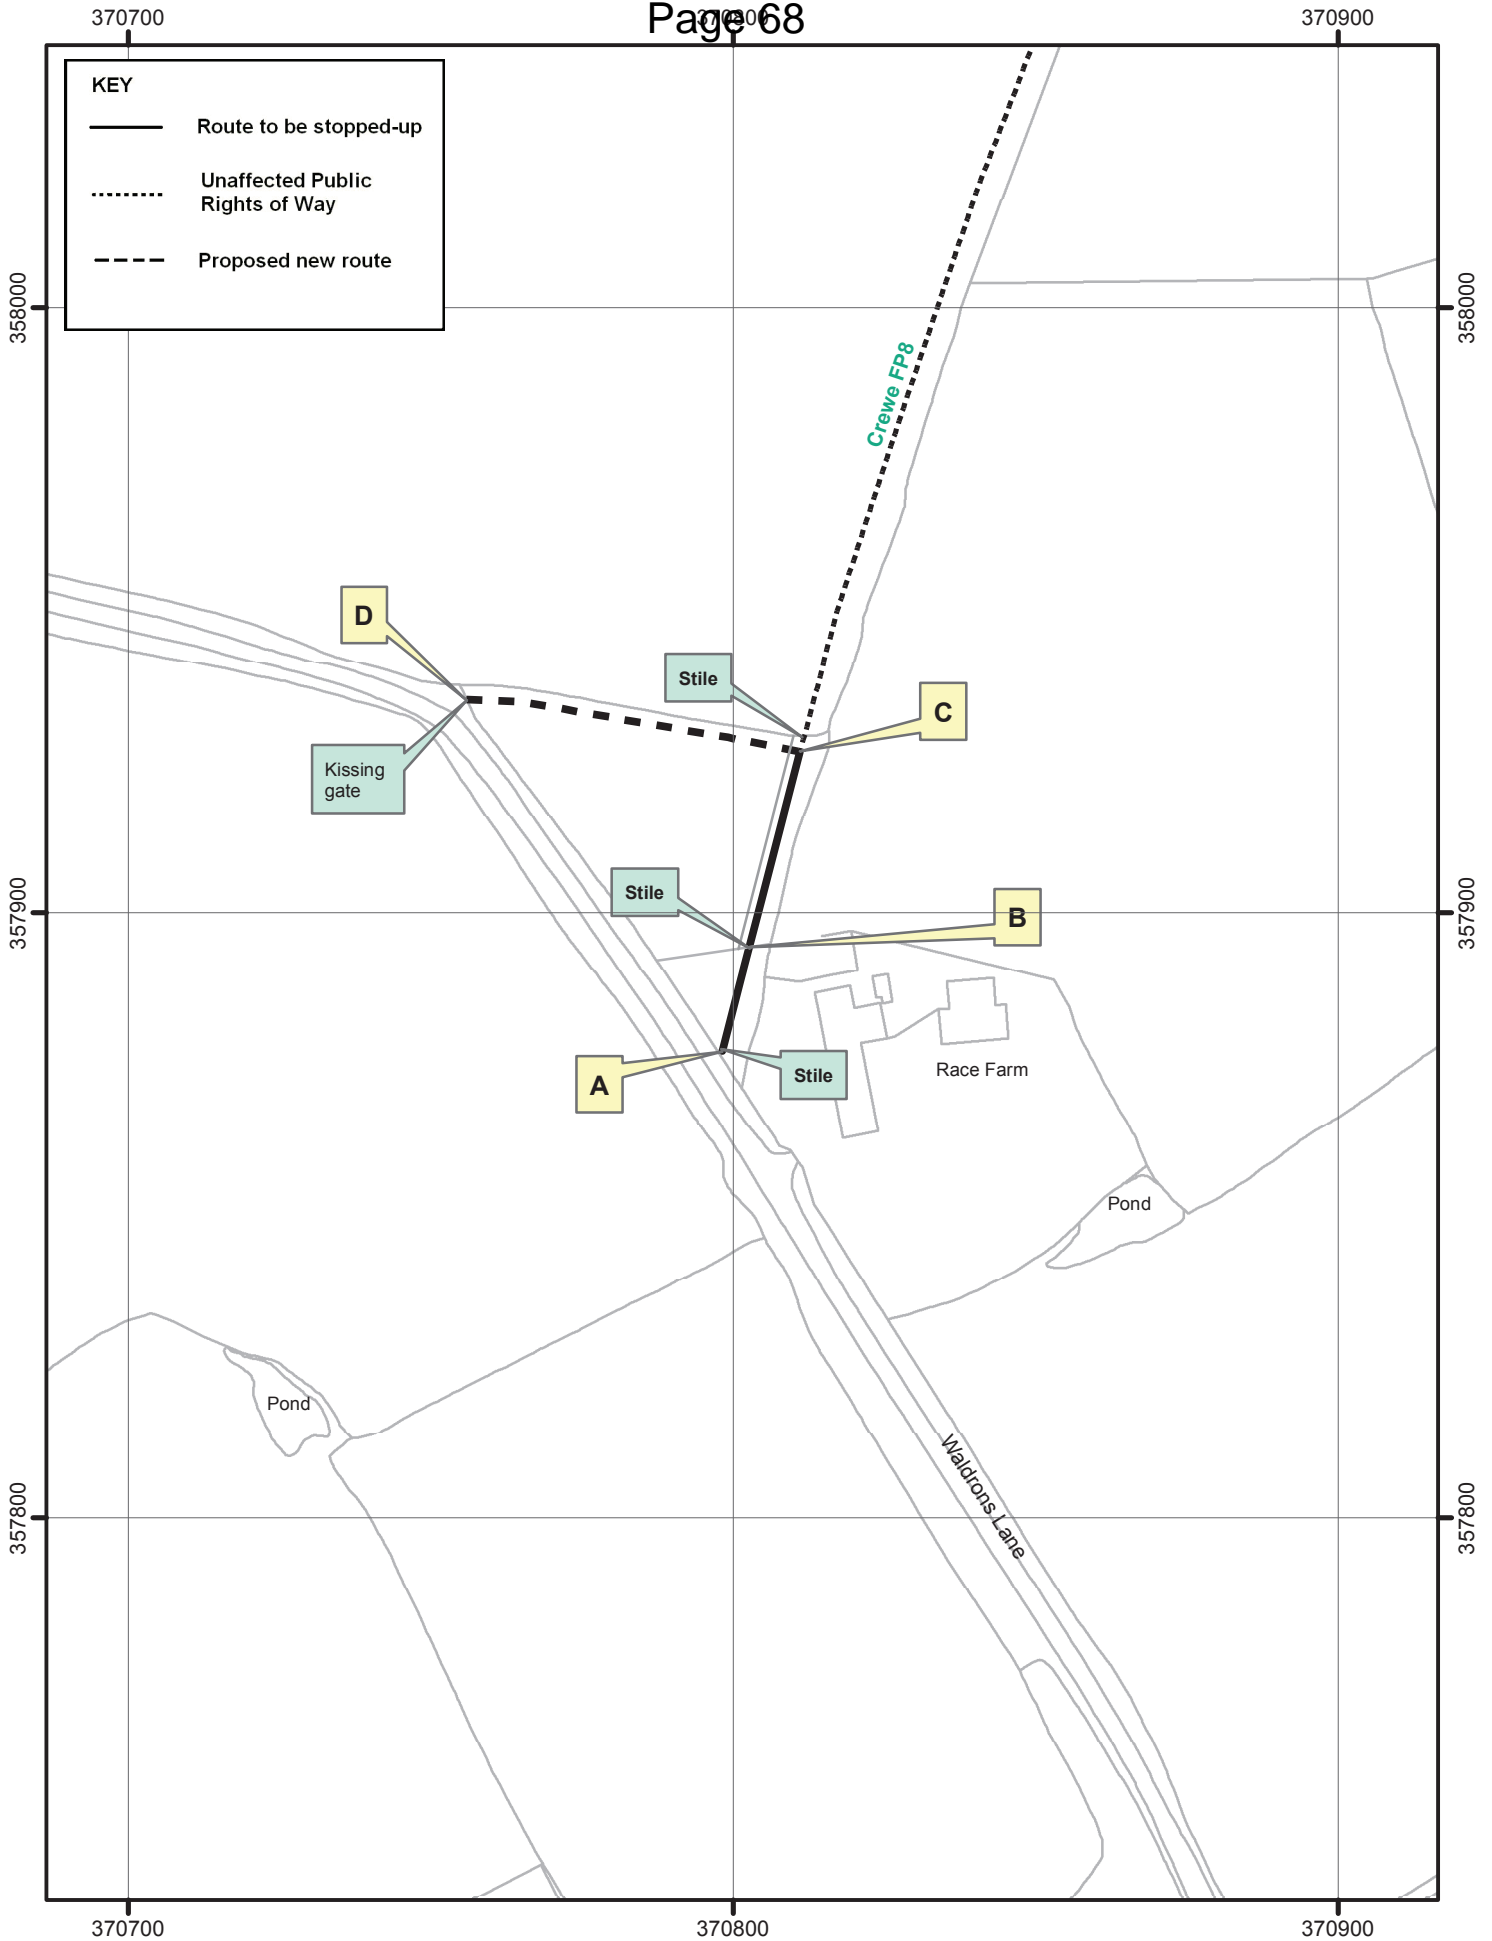 Page 68
370700
370800
370900
KEY
Route to be stopped-up
Unaffected Public
Rights of Way
Proposed new route
358000
358000
Crewe FP8
D
Stile
C
Kissing
gate
Stile
B
357900
357900
A
Stile
Race Farm
Pond
Pond
Waldrons Lane
357800
357800
370700
370800
370900